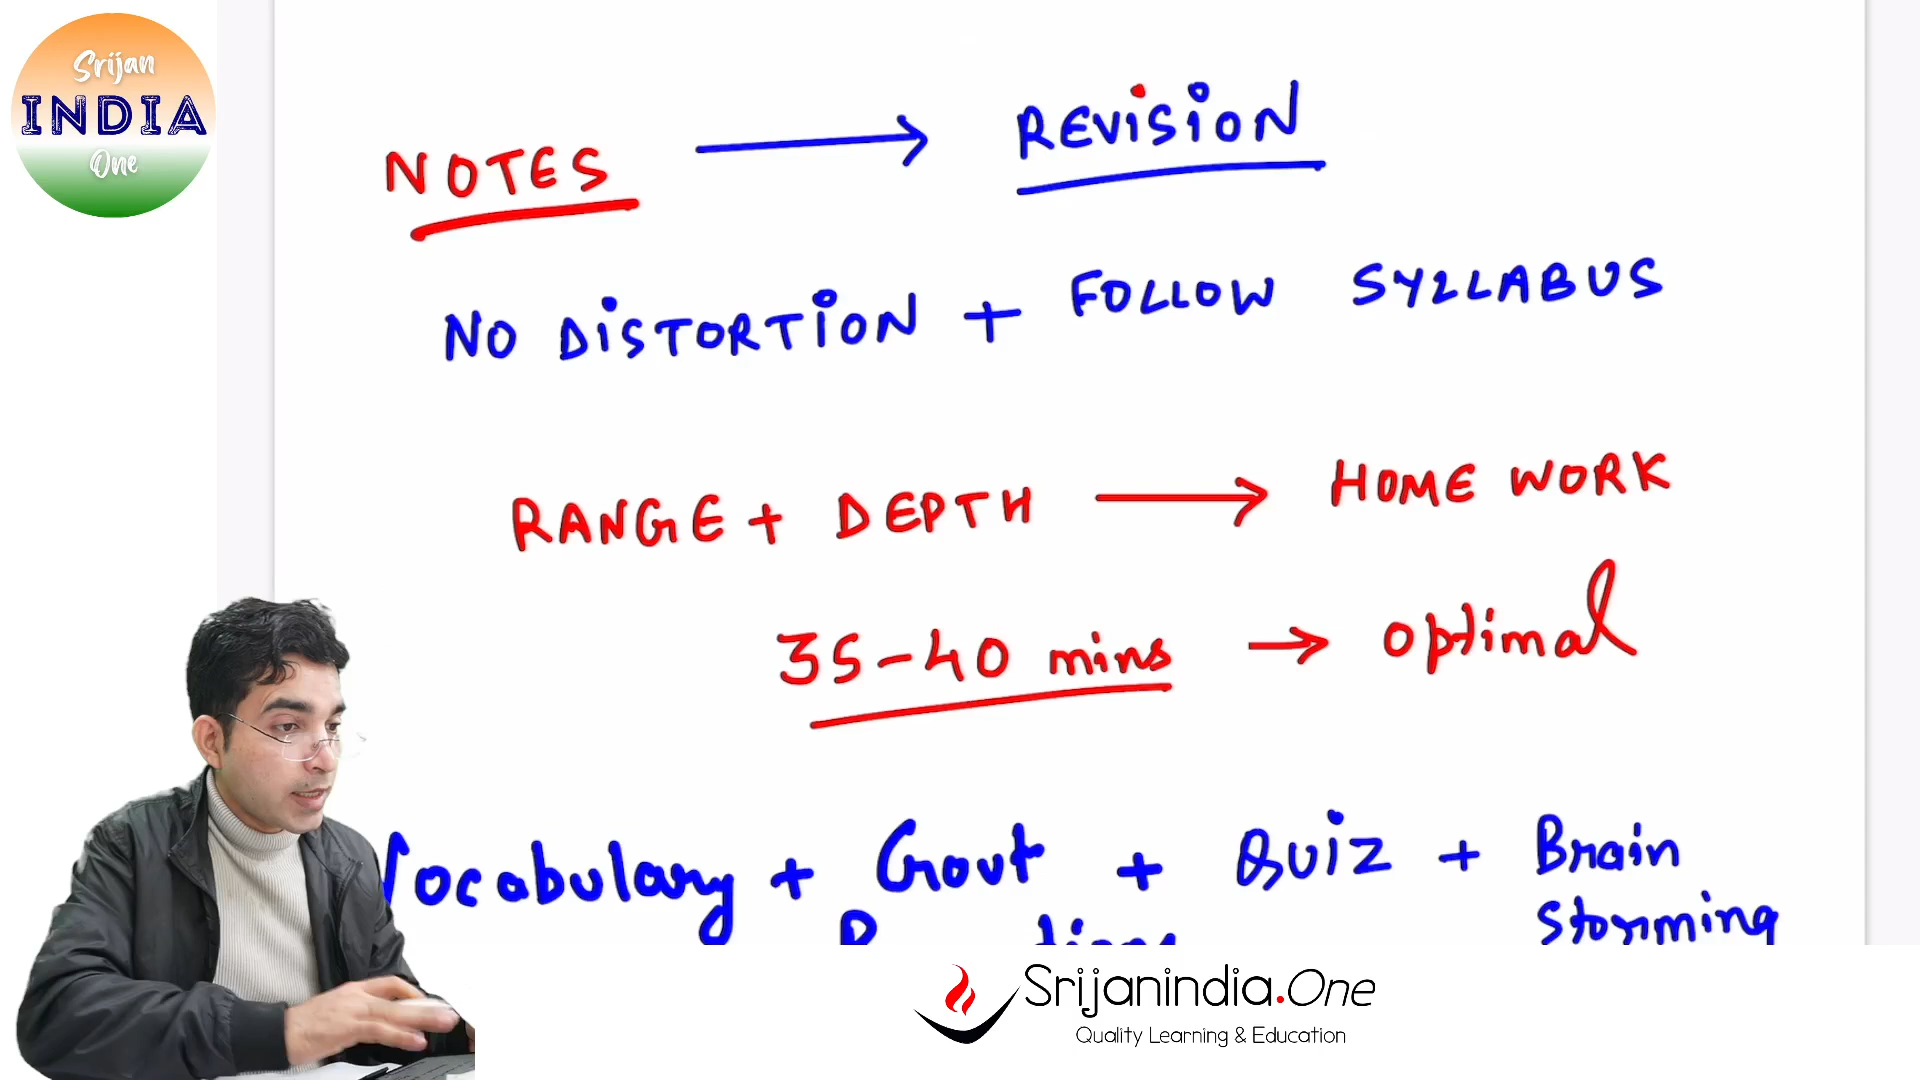 Srijan
INDIA
One
NOTES → REVISION
NO DISTORTION + FOLLOW SYLLABUS
RANGE + DEPTH → HOME WORK
35-40 mins → optimal
Vocabulary + Govt + QUIZ + Brain
storming
Srijanindia.One
Quality Learning & Education